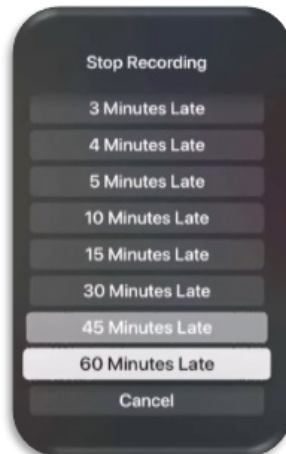 Stop Recording
3 Minutes Late
4 Minutes Late
5 Minutes Late
10 Minutes Late
15 Minutes Late
30 Minutes Late
45 Minutes Late
60 Minutes Late
Cancel